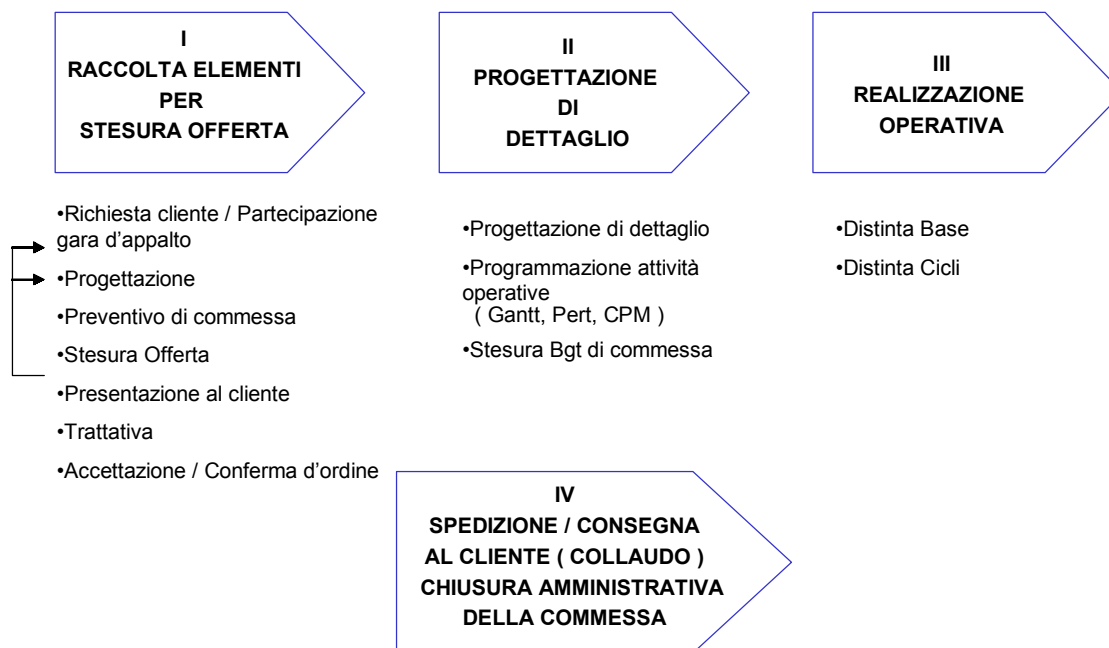 I
RACCOLTA ELEMENTI
PER
STESURA OFFERTA
•Richiesta cliente / Partecipazione
gara d'appalto
•Progettazione
•Preventivo di commessa
•Stesura Offerta
•Presentazione al cliente
•Trattativa
•Accettazione / Conferma d'ordine
II
PROGETTAZIONE
DI
DETTAGLIO
•Progettazione di dettaglio
•Programmazione attività
operative
( Gantt, Pert, CPM )
•Stesura Bgt di commessa
III
REALIZZAZIONE
OPERATIVA
•Distinta Base
•Distinta Cicli
IV
SPEDIZIONE / CONSEGNA
AL CLIENTE ( COLLAUDO )
CHIUSURA AMMINISTRATIVA
DELLA COMMESSA